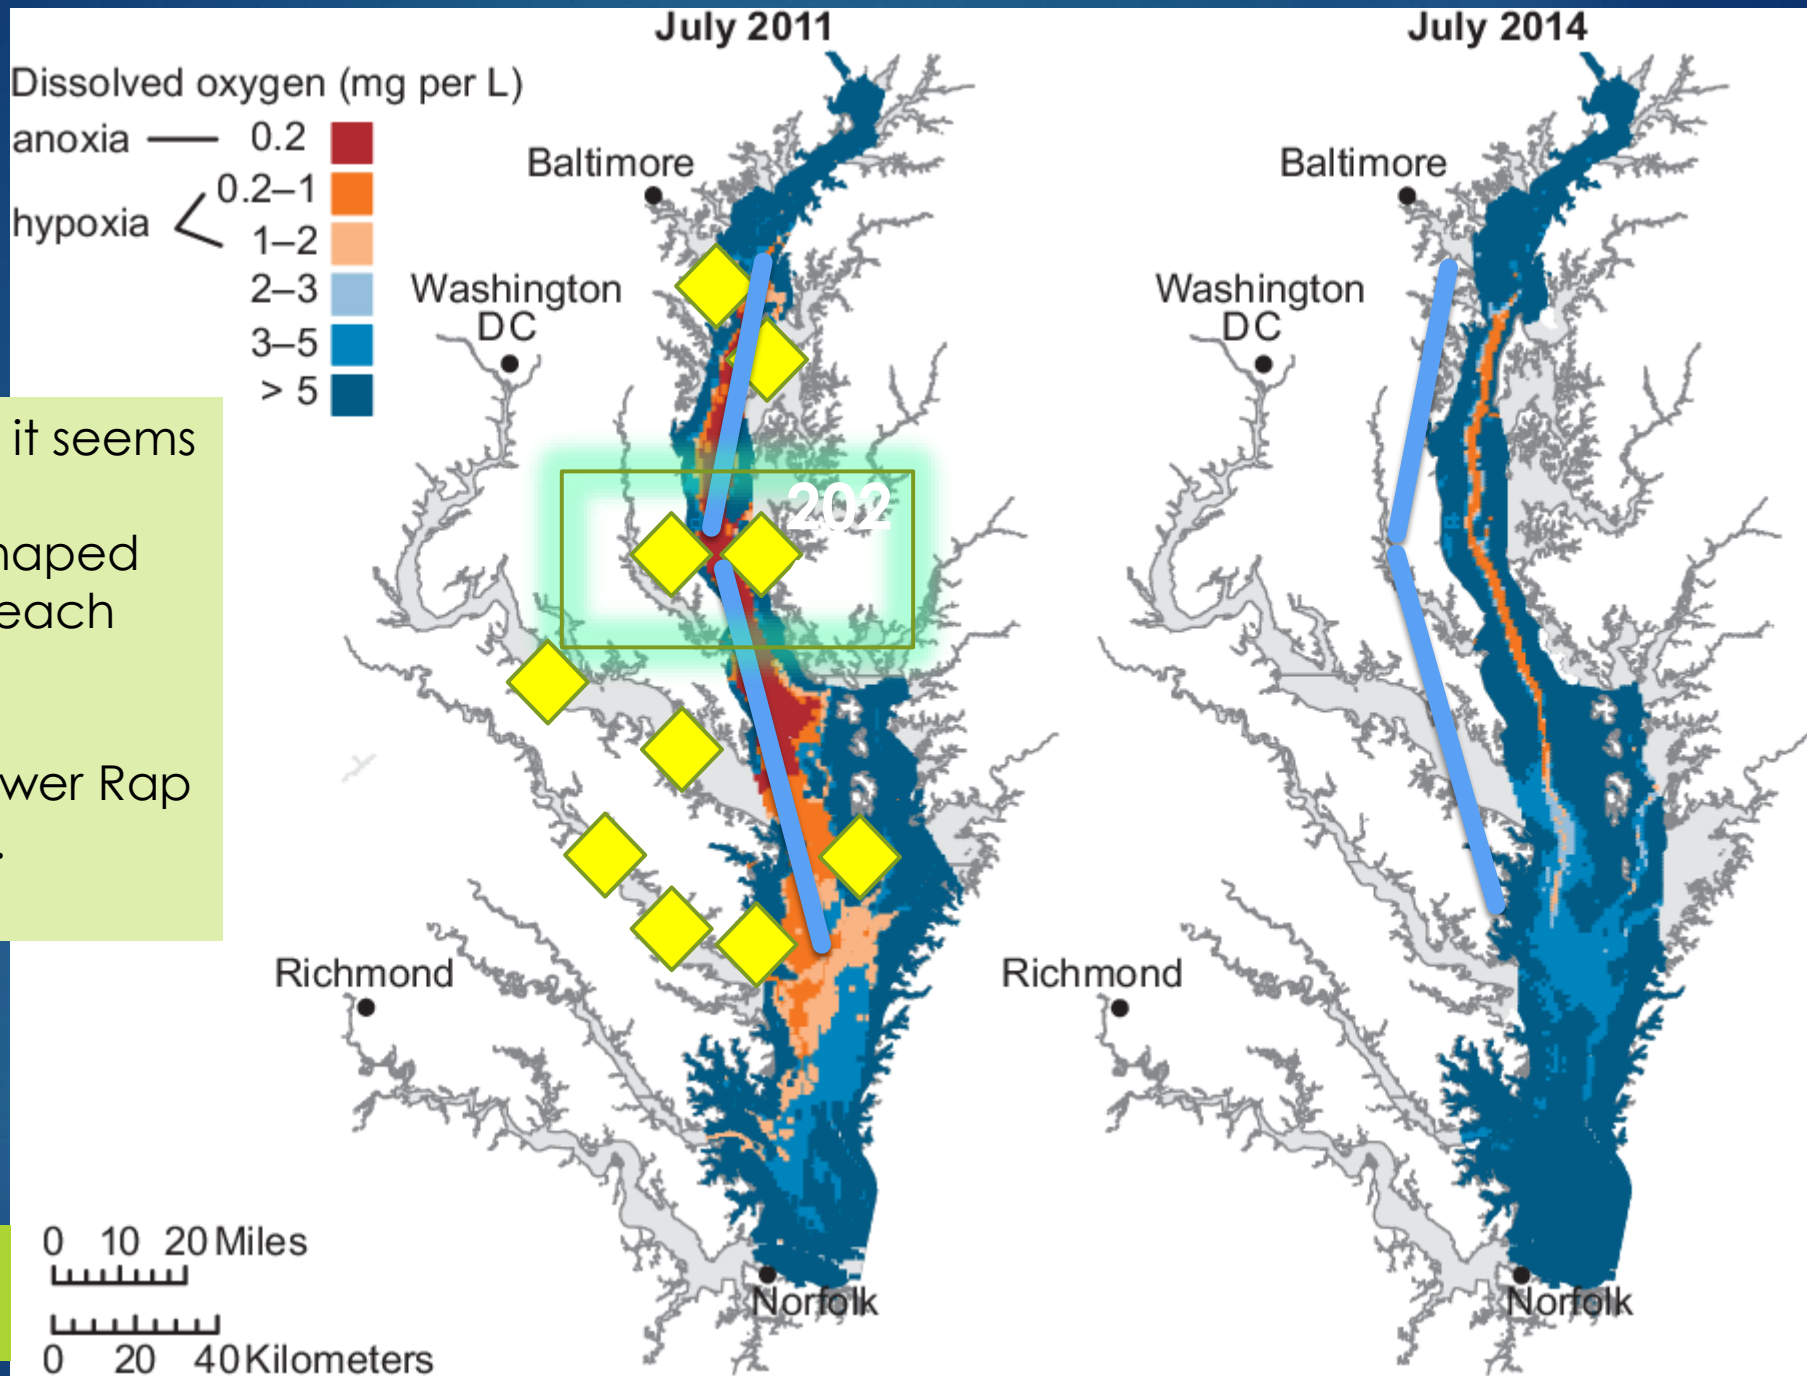 July 2011
July 2014
Dissolved oxygen (mg per L)
anoxia
0.2
hypoxia
0.2–1
1–2
2–3
3–5
> 5
it seems
haped
each
wer Rap
.
Baltimore
Washington
DC
202
Richmond
Norfolk
Baltimore
Washington
DC
Richmond
Norfolk
0 10 20 Miles
0 20 40 Kilometers